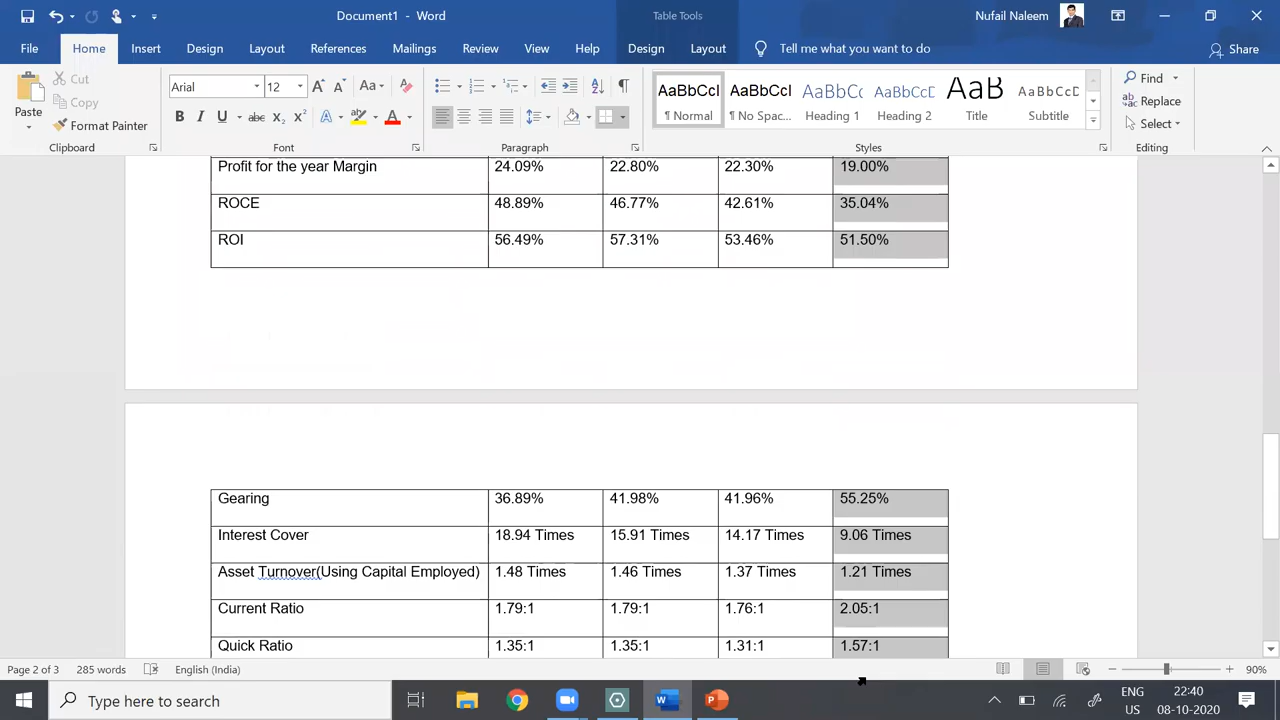 Document1 - Word
Table Tools
Nufail Naleem
File Home Insert Design Layout References Mailings Review View Help Design Layout Tell me what you want to do Share
Paste
Cut
Copy
Format Painter
Clipboard
Arial 12
Font
Paragraph
AaBbCcI AaBbCcI AaBbCc AaBbCcI AaB AaBbCcD
¶ Normal ¶ No Spac... Heading 1 Heading 2 Title Subtitle
Styles
Find
Replace
Select
Editing
Profit for the year Margin 24.09% 22.80% 22.30% 19.00%
ROCE 48.89% 46.77% 42.61% 35.04%
ROI 56.49% 57.31% 53.46% 51.50%
Gearing 36.89% 41.98% 41.96% 55.25%
Interest Cover 18.94 Times 15.91 Times 14.17 Times 9.06 Times
Asset Turnover(Using Capital Employed) 1.48 Times 1.46 Times 1.37 Times 1.21 Times
Current Ratio 1.79:1 1.79:1 1.76:1 2.05:1
Quick Ratio 1.35:1 1.35:1 1.31:1 1.57:1
Page 2 of 3 285 words English (India) 90%
Type here to search
ENG
US
22:40
08-10-2020